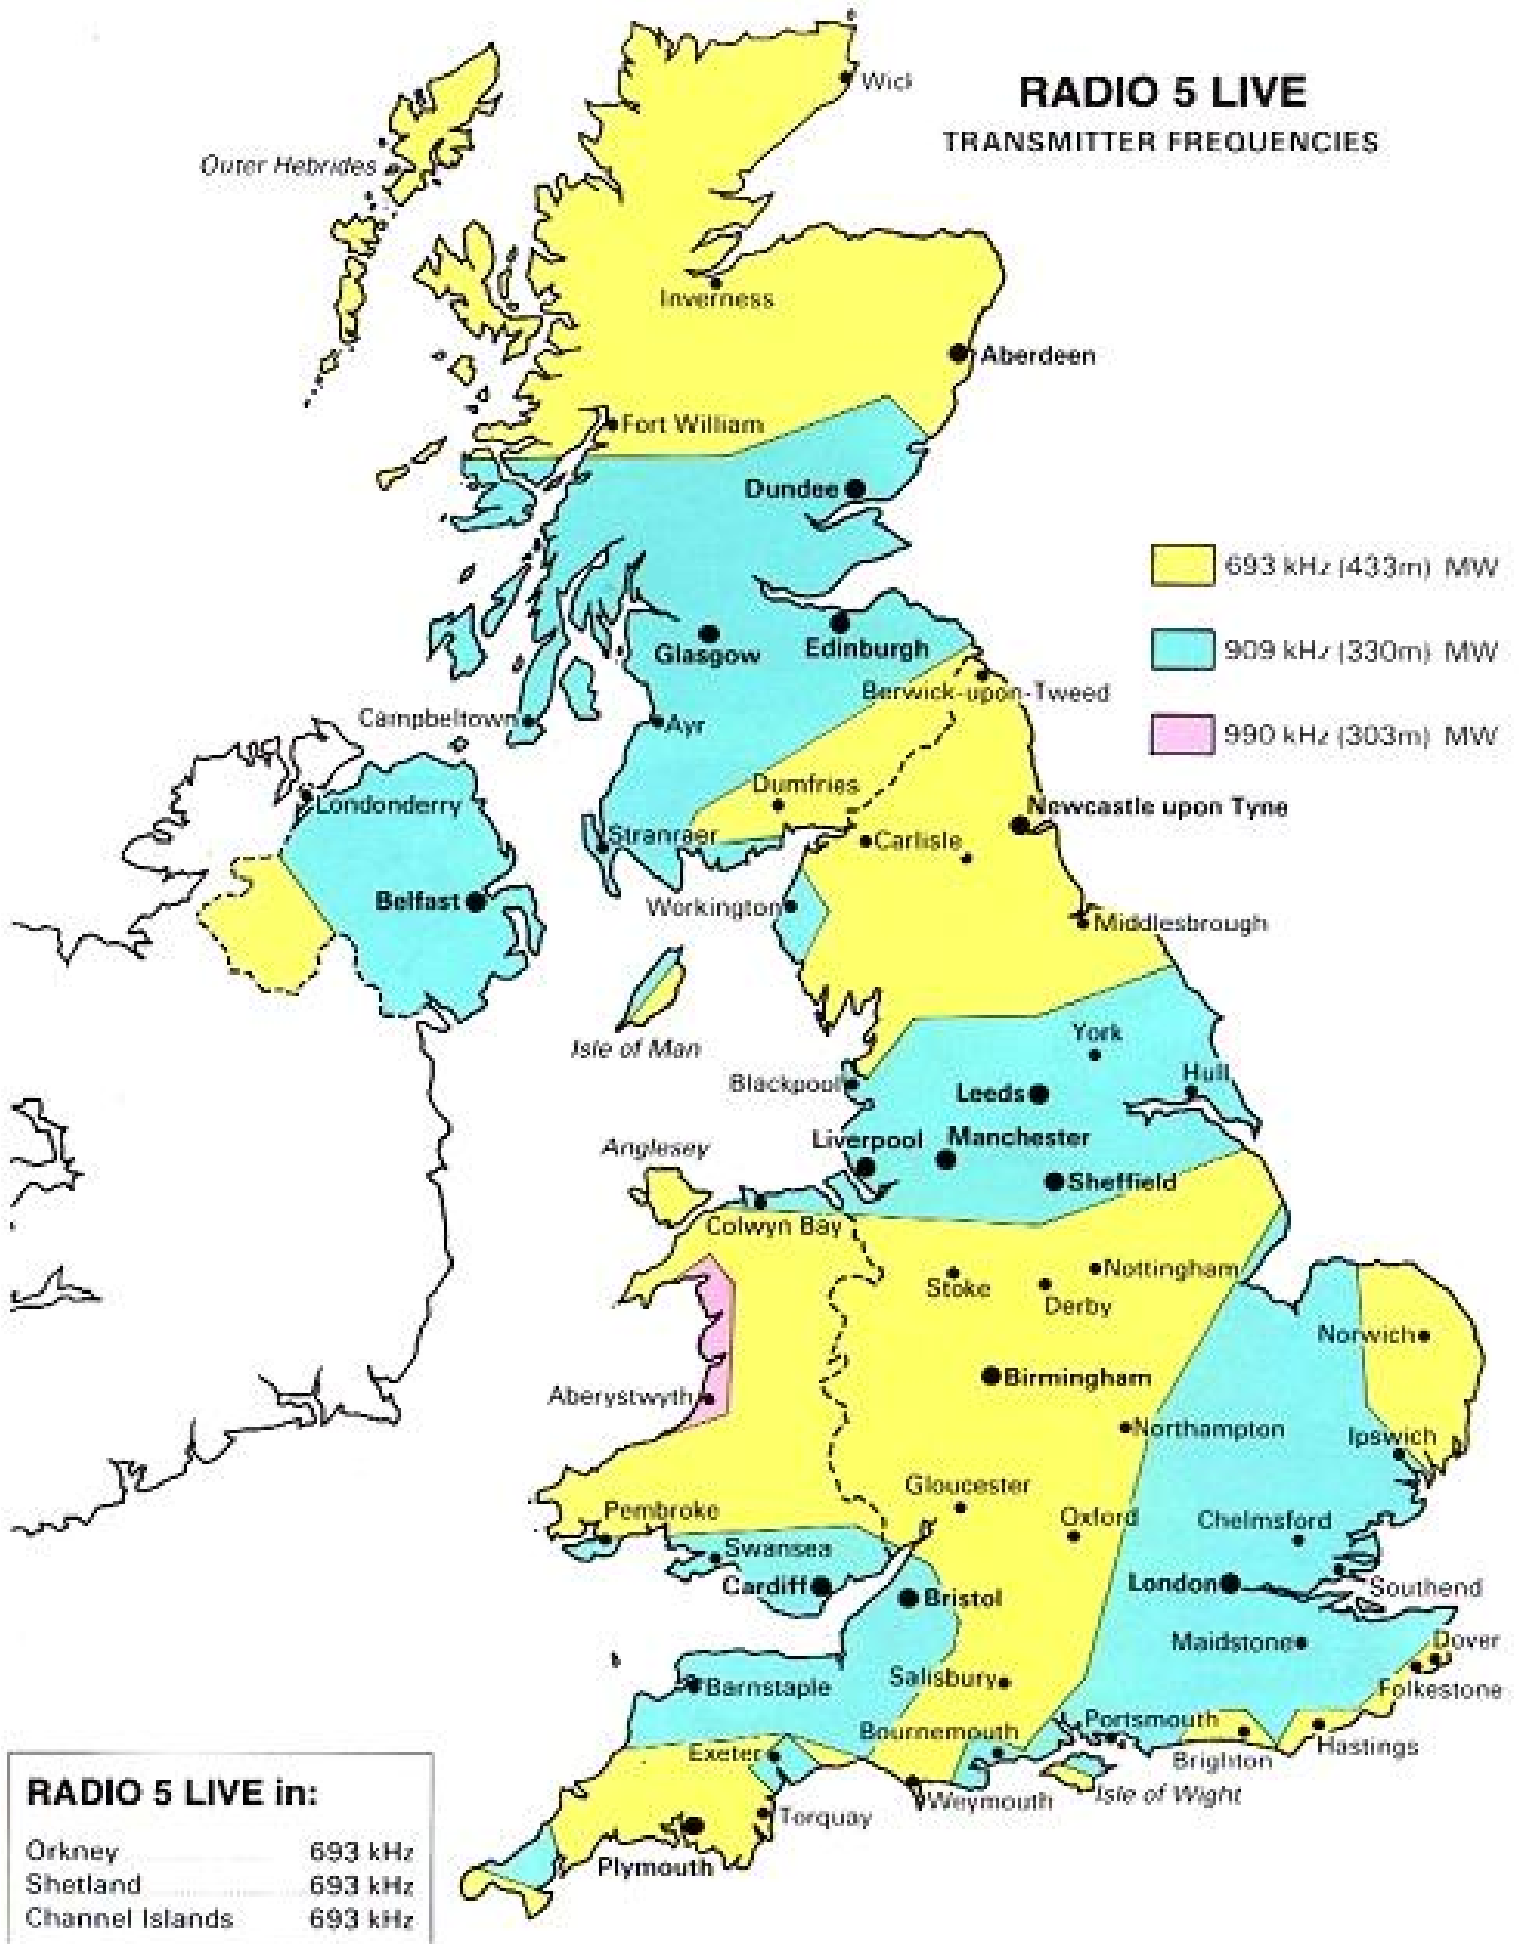 RADIO 5 LIVE
TRANSMITTER FREQUENCIES
Wick
Outer Hebrides
Inverness
Aberdeen
Fort William
Dundee
693 kHz (433m) MW
909 kHz (330m) MW
990 kHz (303m) MW
Glasgow
Edinburgh
Berwick-upon-Tweed
Campbeltown
Ayr
Dumfries
Londonderry
Newcastle upon Tyne
Stranraer
Carlisle
Belfast
Workington
Middlesbrough
Isle of Man
York
Blackpool
Leeds
Hull
Liverpool
Manchester
Anglesey
Sheffield
Colwyn Bay
Stoke
Nottingham
Derby
Norwich
Birmingham
Aberystwyth
Northampton
Ipswich
Gloucester
Pembroke
Oxford
Chelmsford
Swansea
Cardiff
Bristol
London
Southend
Maidstone
Dover
Barnstaple
Salisbury
Folkestone
Bournemouth
Portsmouth
Exeter
Brighton
Hastings
Weymouth
Isle of Wight
Torquay
Plymouth
RADIO 5 LIVE in:
Orkney 693 kHz
Shetland 693 kHz
Channel Islands 693 kHz